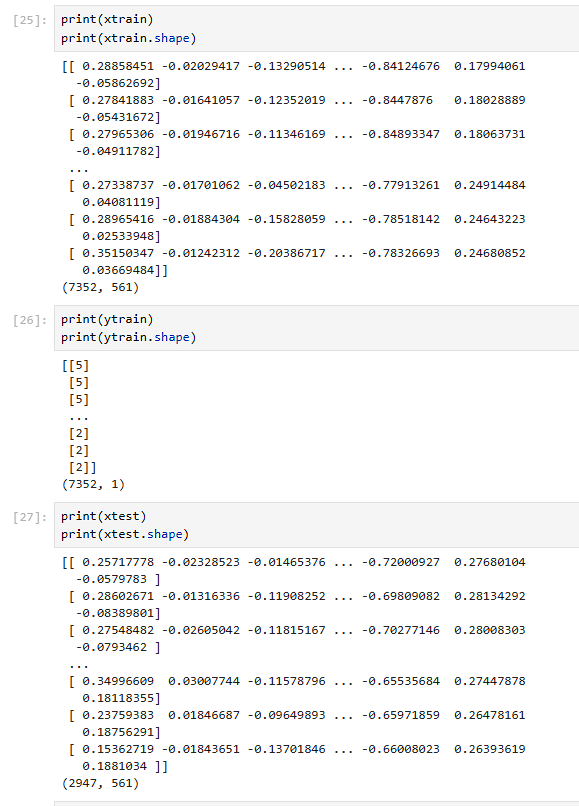 [25]: print(xtrain)
print(xtrain.shape)
[[ 0.28858451 -0.02029417 -0.13290514 ... -0.84124676  0.17994061
  -0.05862692]
 [ 0.27841883 -0.01641057 -0.12352019 ... -0.8447876   0.18028889
  -0.05431672]
 [ 0.27965306 -0.01946716 -0.11346169 ... -0.84893347  0.18063731
  -0.04911782]
 ...
 [ 0.27338737 -0.01701062 -0.04502183 ... -0.77913261  0.24914484
   0.04081119]
 [ 0.28965416 -0.01884304 -0.15828059 ... -0.78518142  0.24643223
   0.02533948]
 [ 0.35150347 -0.01242312 -0.20386717 ... -0.78326693  0.24680852
   0.03669484]]
(7352, 561)
[26]: print(ytrain)
print(ytrain.shape)
[[5]
 [5]
 [5]
 ...
 [2]
 [2]
 [2]]
(7352, 1)
[27]: print(xtest)
print(xtest.shape)
[[ 0.25717778 -0.02328523 -0.01465376 ... -0.72000927  0.27680104
  -0.0579783 ]
 [ 0.28602671 -0.01316336 -0.11908252 ... -0.69809082  0.28134292
  -0.08389801]
 [ 0.27548482 -0.02605042 -0.11815167 ... -0.70277146  0.28008303
  -0.0793462 ]
 ...
 [ 0.34996609  0.03007744 -0.11578796 ... -0.65535684  0.27447878
   0.18118355]
 [ 0.23759383  0.01846687 -0.09649893 ... -0.65971859  0.26478161
   0.18756291]
 [ 0.15362719 -0.01843651 -0.13701846 ... -0.66008023  0.26393619
   0.1881034 ]]
(2947, 561)